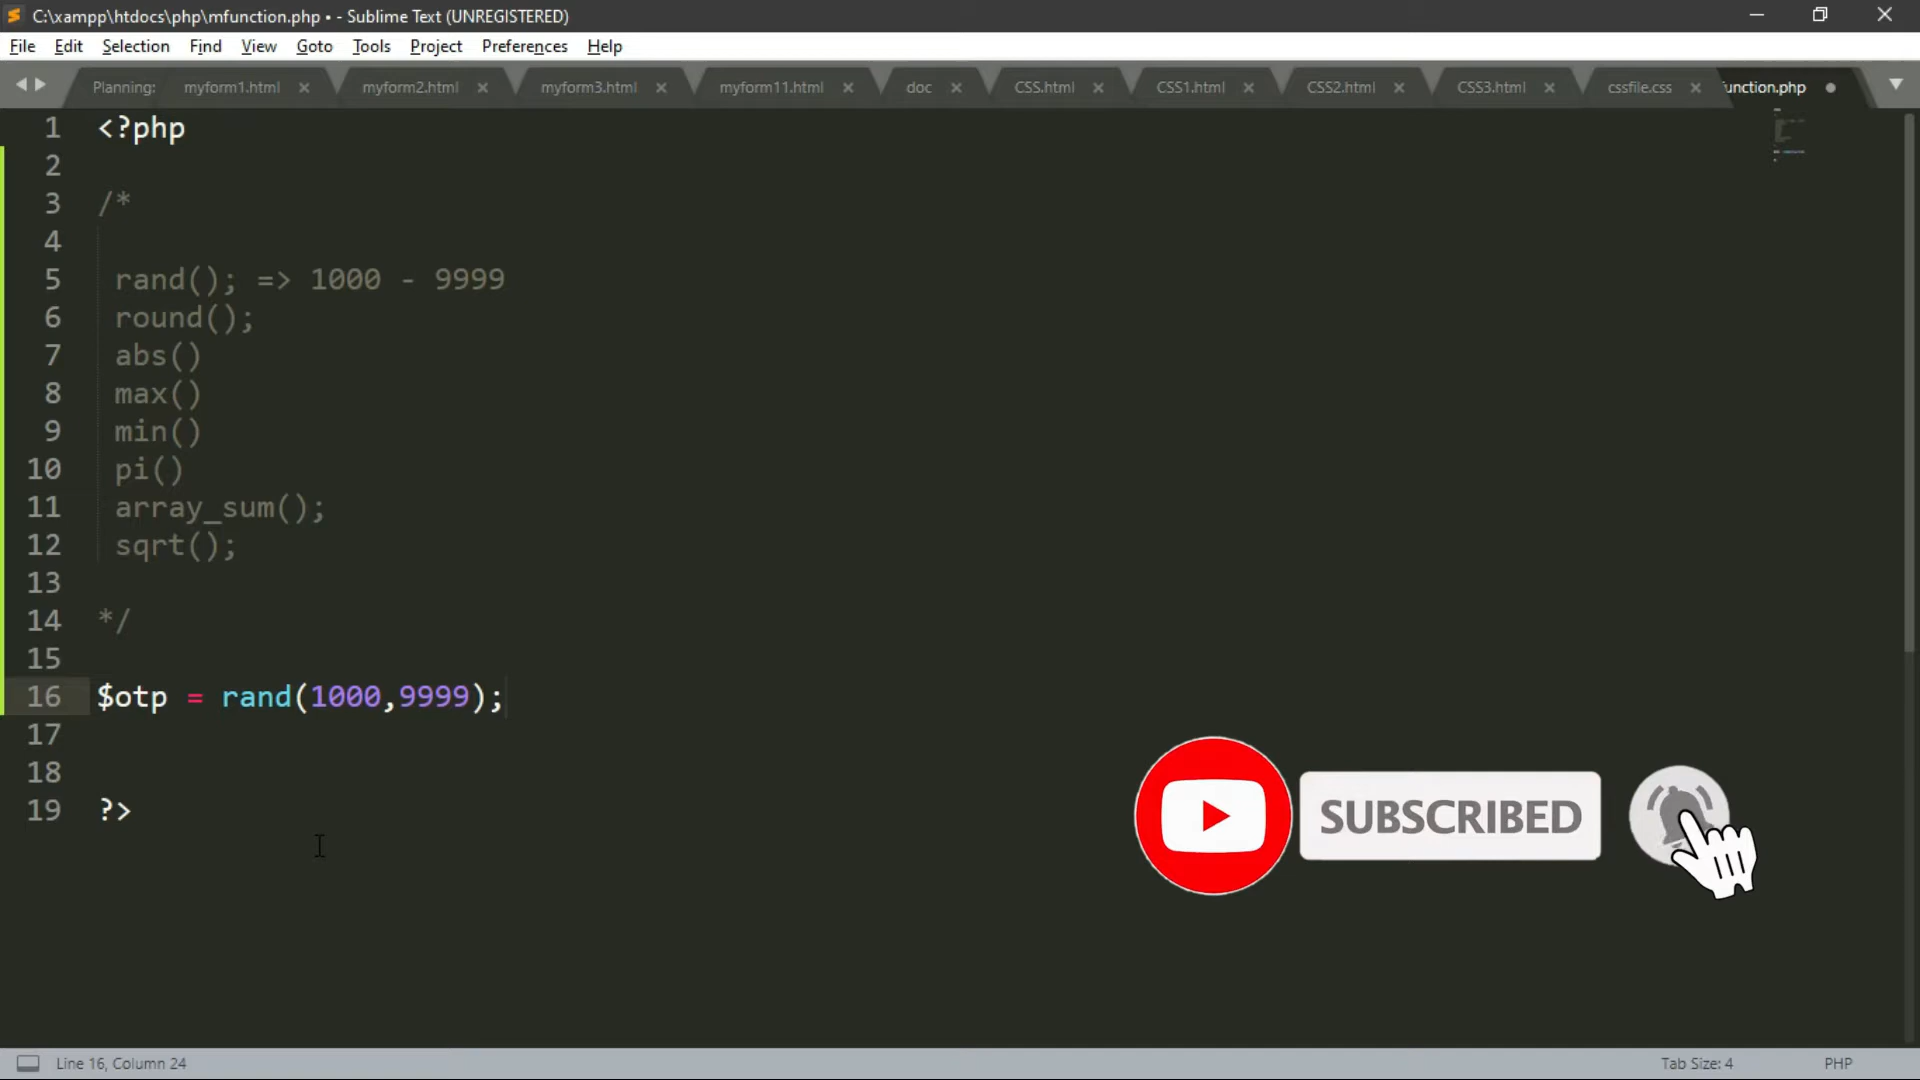 C:\xampp\htdocs\php\mfunction.php • - Sublime Text (UNREGISTERED)
File Edit Selection Find View Goto Tools Project Preferences Help
Planning: myform1.html myform2.html myform3.html myform11.html doc CSS.html CSS1.html CSS2.html CSS3.html cssfile.css unction.php
1 <?php
2
3 /*
4
5 rand(); => 1000 - 9999
6 round();
7 abs()
8 max()
9 min()
10 pi()
11 array_sum();
12 sqrt();
13
14 */
15
16 $otp = rand(1000,9999);
17
18
19 ?>
SUBSCRIBED
Line 16, Column 24 Tab Size: 4 PHP